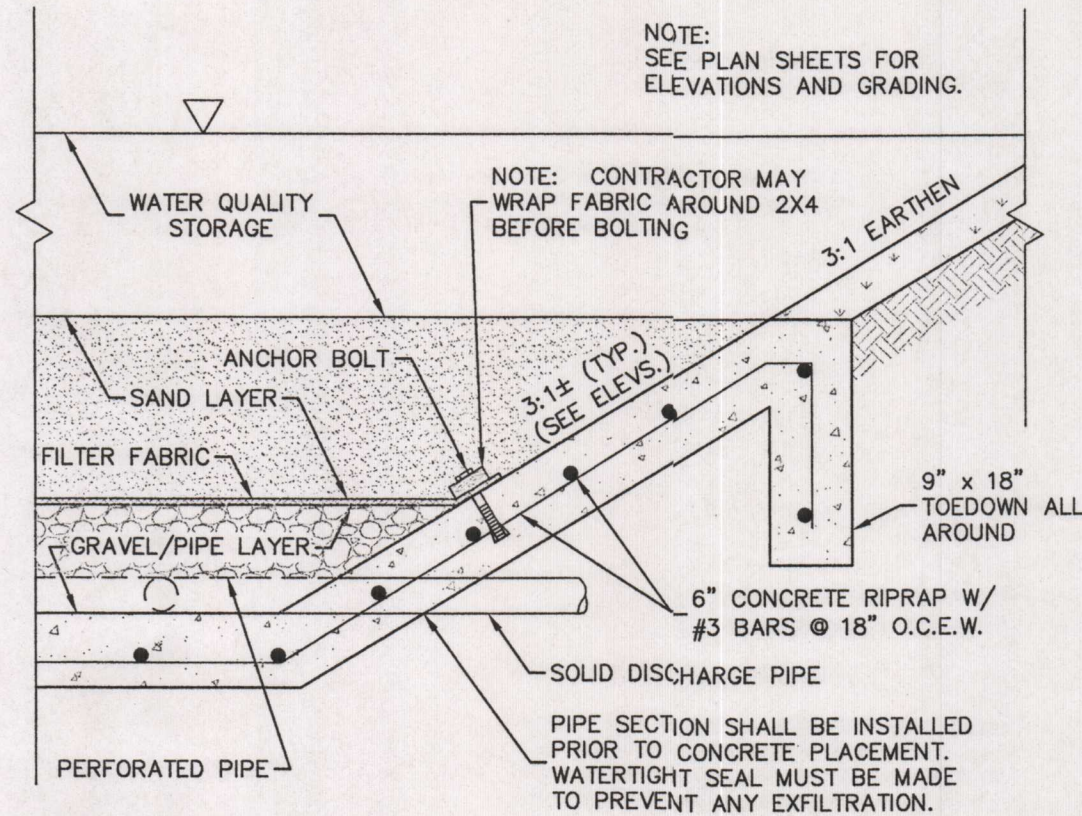 NOTE:
SEE PLAN SHEETS FOR
ELEVATIONS AND GRADING.
WATER QUALITY
STORAGE
NOTE: CONTRACTOR MAY
WRAP FABRIC AROUND 2X4
BEFORE BOLTING
3:1 EARTHEN
ANCHOR BOLT
SAND LAYER
3:1± (TYP.)
(SEE ELEVS.)
FILTER FABRIC
9" x 18"
TOEDOWN ALL
AROUND
GRAVEL/PIPE LAYER
6" CONCRETE RIPRAP W/
#3 BARS @ 18" O.C.E.W.
SOLID DISCHARGE PIPE
PIPE SECTION SHALL BE INSTALLED
PRIOR TO CONCRETE PLACEMENT.
WATERTIGHT SEAL MUST BE MADE
TO PREVENT ANY EXFILTRATION.
PERFORATED PIPE